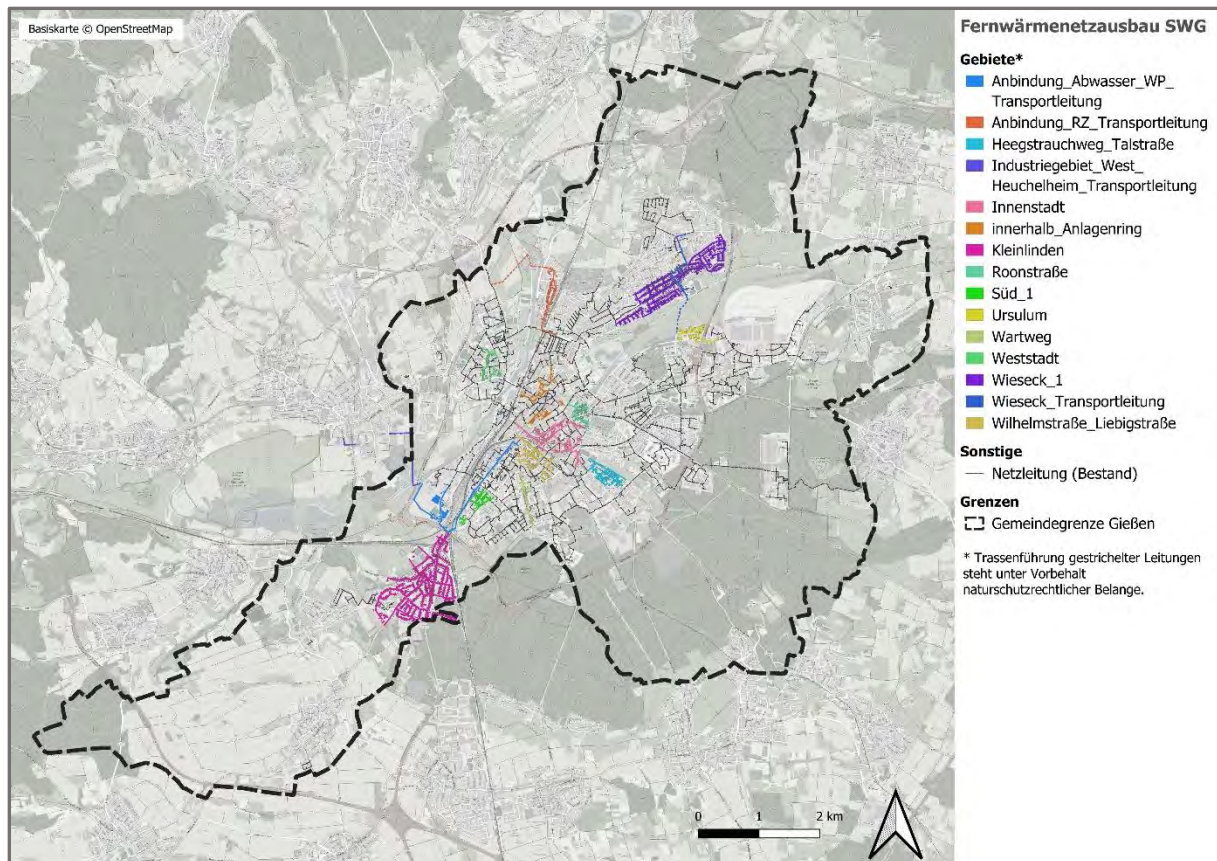 Basiskarte © OpenStreetMap
Fernwärmenetzausbau SWG
Gebiete*
Anbindung_Abwasser_WP_
Transportleitung
Anbindung_RZ_Transportleitung
Heegstrauchweg_Talstraße
Industriegebiet_West_
Heuchelheim_Transportleitung
Innenstadt
innerhalb_Anlagenring
Kleinlinden
Roonstraße
Süd_1
Ursulum
Wartweg
Weststadt
Wieseck_1
Wieseck_Transportleitung
Wilhelmstraße_Liebigstraße
Sonstige
Netzleitung (Bestand)
Grenzen
Gemeindegrenze Gießen
* Trassenführung gestrichelter Leitungen
steht unter Vorbehalt
naturschutzrechtlicher Belange.
0 1 2 km